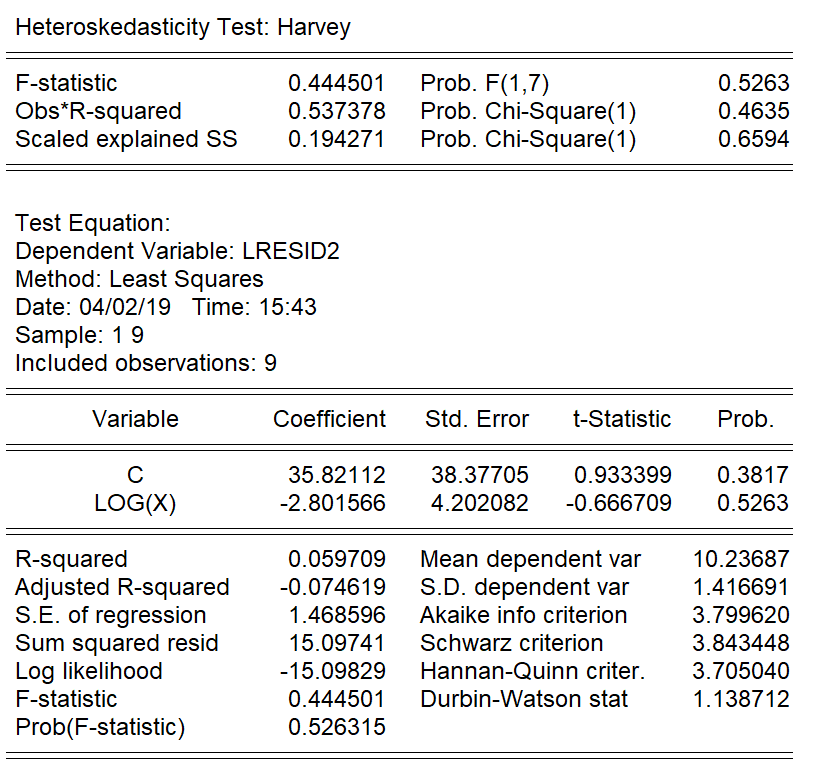 Heteroskedasticity Test: Harvey
F-statistic 0.444501 Prob. F(1,7) 0.5263
Obs*R-squared 0.537378 Prob. Chi-Square(1) 0.4635
Scaled explained SS 0.194271 Prob. Chi-Square(1) 0.6594
Test Equation:
Dependent Variable: LRESID2
Method: Least Squares
Date: 04/02/19 Time: 15:43
Sample: 1 9
Included observations: 9
Variable Coefficient Std. Error t-Statistic Prob.
C 35.82112 38.37705 0.933399 0.3817
LOG(X) -2.801566 4.202082 -0.666709 0.5263
R-squared 0.059709 Mean dependent var 10.23687
Adjusted R-squared -0.074619 S.D. dependent var 1.416691
S.E. of regression 1.468596 Akaike info criterion 3.799620
Sum squared resid 15.09741 Schwarz criterion 3.843448
Log likelihood -15.09829 Hannan-Quinn criter. 3.705040
F-statistic 0.444501 Durbin-Watson stat 1.138712
Prob(F-statistic) 0.526315